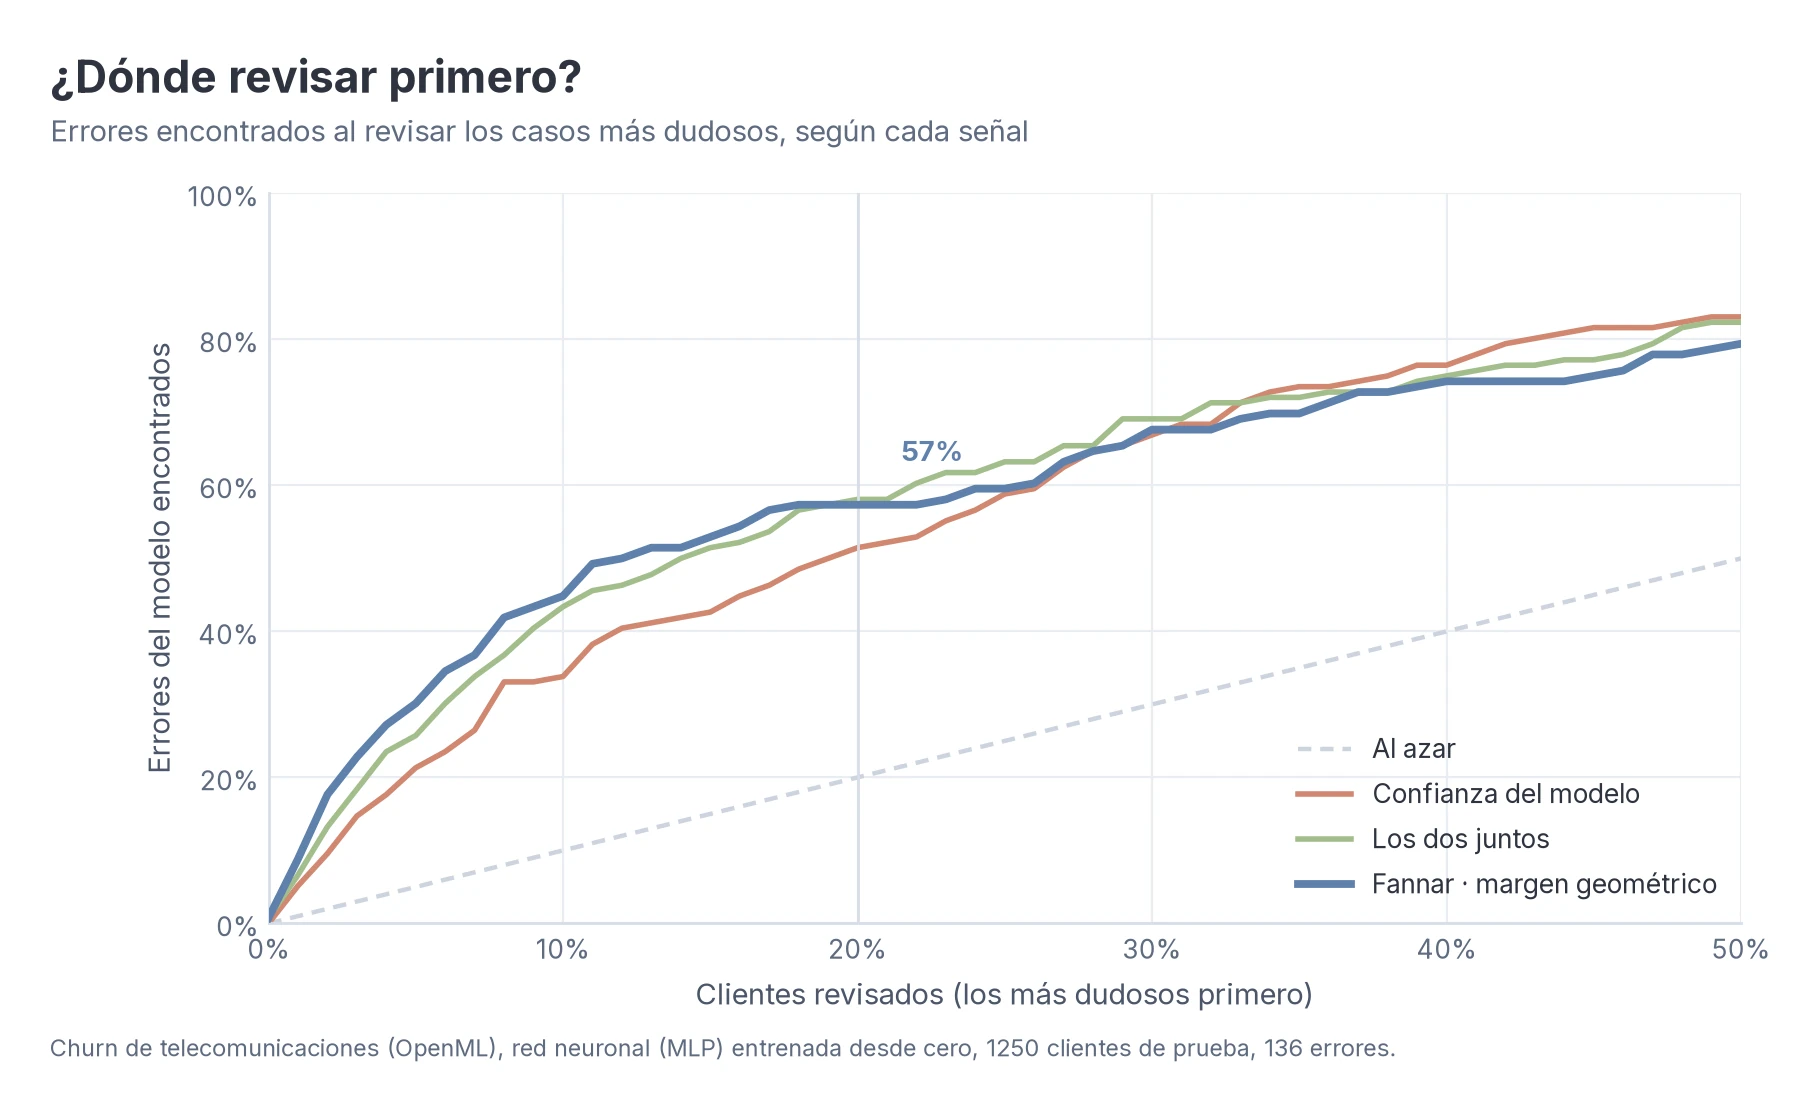 ¿Dónde revisar primero?
Errores encontrados al revisar los casos más dudosos, según cada señal
Errores del modelo encontrados
100%
80%
60%
40%
20%
0%
57%
Al azar
Confianza del modelo
Los dos juntos
Fannar · margen geométrico
0%
10%
20%
30%
40%
50%
Clientes revisados (los más dudosos primero)
Churn de telecomunicaciones (OpenML), red neuronal (MLP) entrenada desde cero, 1250 clientes de prueba, 136 errores.